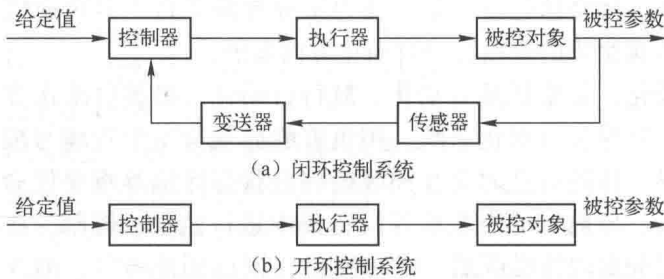 给定值
控制器
执行器
被控对象
被控参数
变送器
传感器
（a）闭环控制系统
给定值
控制器
执行器
被控对象
被控参数
（b）开环控制系统